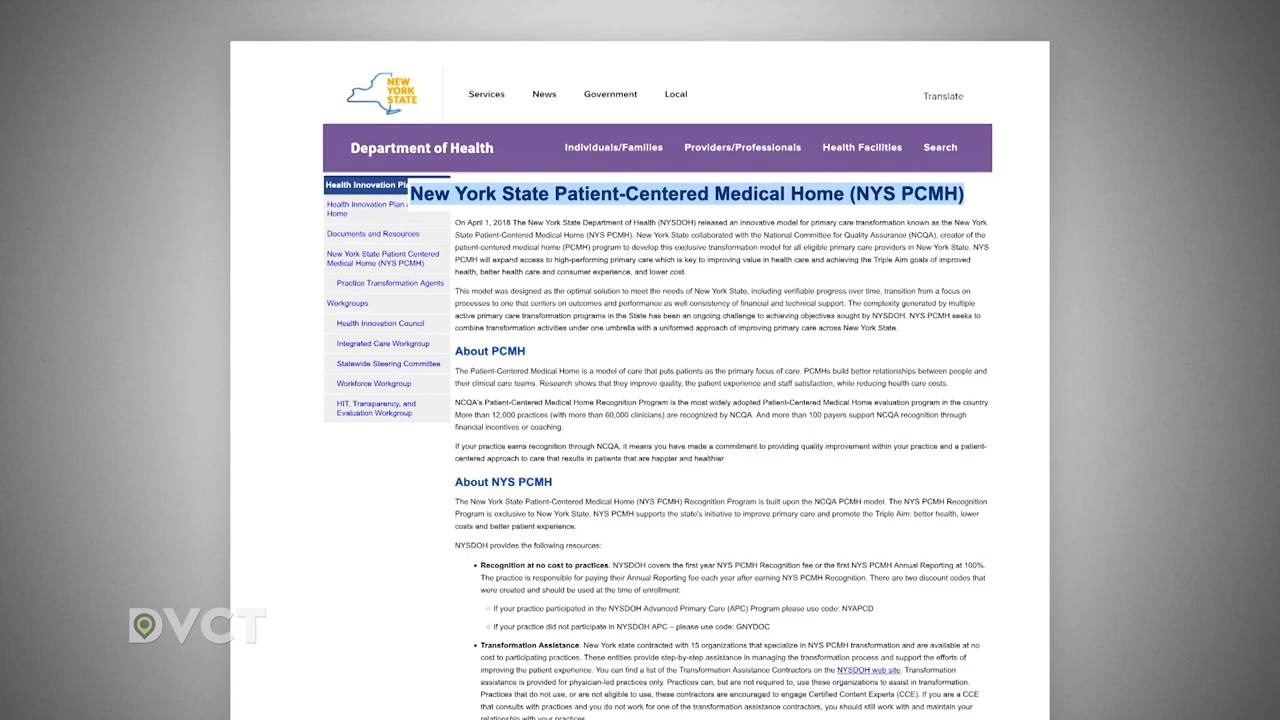 NEW
YORK
STATE
Services News Government Local
Translate
Department of Health
Individuals/Families Providers/Professionals Health Facilities Search
Health Innovation Pl
Health Innovation Plan
Home
Documents and Resources
New York State Patient Centered
Medical Home (NYS PCMH)
Practice Transformation Agents
Workgroups
Health Innovation Council
Integrated Care Workgroup
Statewide Steering Committee
Workforce Workgroup
HIT, Transparency, and
Evaluation Workgroup
New York State Patient-Centered Medical Home (NYS PCMH)
On April 1, 2018 The New York State Department of Health (NYSDOH) released an innovative model for primary care transformation known as the New York
State Patient-Centered Medical Home (NYS PCMH). New York State collaborated with the National Committee for Quality Assurance (NCQA), creator of the
patient-centered medical home (PCMH) program to develop this exclusive transformation model for all eligible primary care providers in New York State. NYS
PCMH will expand access to high-performing primary care which is key to improving value in health care and achieving the Triple Aim goals of improved
health, better health care and consumer experience, and lower cost.
This model was designed as the optimal solution to meet the needs of New York State, including verifiable progress over time, transition from a focus on
processes to one that centers on outcomes and performance as well consistency of financial and technical support. The complexity generated by multiple
active primary care transformation programs in the State has been an ongoing challenge to achieving objectives sought by NYSDOH. NYS PCMH seeks to
combine transformation activities under one umbrella with a uniformed approach of improving primary care across New York State.
About PCMH
The Patient-Centered Medical Home is a model of care that puts patients as the primary focus of care. PCMHs build better relationships between people and
their clinical care teams. Research shows that they improve quality, the patient experience and staff satisfaction, while reducing health care costs.
NCQA's Patient-Centered Medical Home Recognition Program is the most widely adopted Patient-Centered Medical Home evaluation program in the country.
More than 12,000 practices (with more than 60,000 clinicians) are recognized by NCQA. And more than 100 payers support NCQA recognition through
financial incentives or coaching.
If your practice earns recognition through NCQA, it means you have made a commitment to providing quality improvement within your practice and a patient-
centered approach to care that results in patients that are happier and healthier
About NYS PCMH
The New York State Patient-Centered Medical Home (NYS PCMH) Recognition Program is built upon the NCQA PCMH model. The NYS PCMH Recognition
Program is exclusive to New York State. NYS PCMH supports the state's initiative to improve primary care and promote the Triple Aim: better health, lower
costs and better patient experience.
NYSDOH provides the following resources:
• Recognition at no cost to practices. NYSDOH covers the first year NYS PCMH Recognition fee or the first NYS PCMH Annual Reporting at 100%.
The practice is responsible for paying their Annual Reporting fee each year after earning NYS PCMH Recognition. There are two discount codes that
were created and should be used at the time of enrollment:
○ If your practice participated in the NYSDOH Advanced Primary Care (APC) Program please use code: NYAPCD
○ If your practice did not participate in NYSDOH APC – please use code: GNYDOC
• Transformation Assistance. New York state contracted with 15 organizations that specialize in NYS PCMH transformation and are available at no
cost to participating practices. These entities provide step-by-step assistance in managing the transformation process and support the efforts of
improving the patient experience. You can find a list of the Transformation Assistance Contractors on the NYSDOH web site. Transformation
assistance is provided for physician-led practices only. Practices can, but are not required to, use these organizations to assist in transformation.
Practices that do not use, or are not eligible to use, these contractors are encouraged to engage Certified Content Experts (CCE). If you are a CCE
that consults with practices and you do not work for one of the transformation assistance contractors, you should still work with and maintain your
relationship with your practices.
DVCT